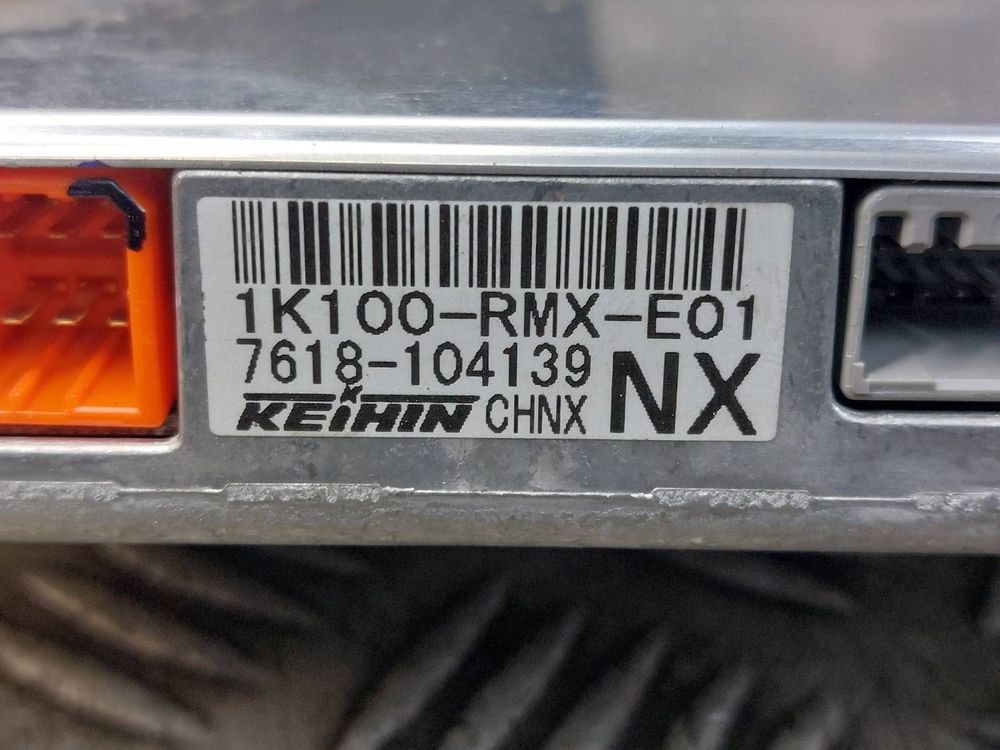 1K100-RMX-E01
7618-104139
KEiHIN CHNX NX